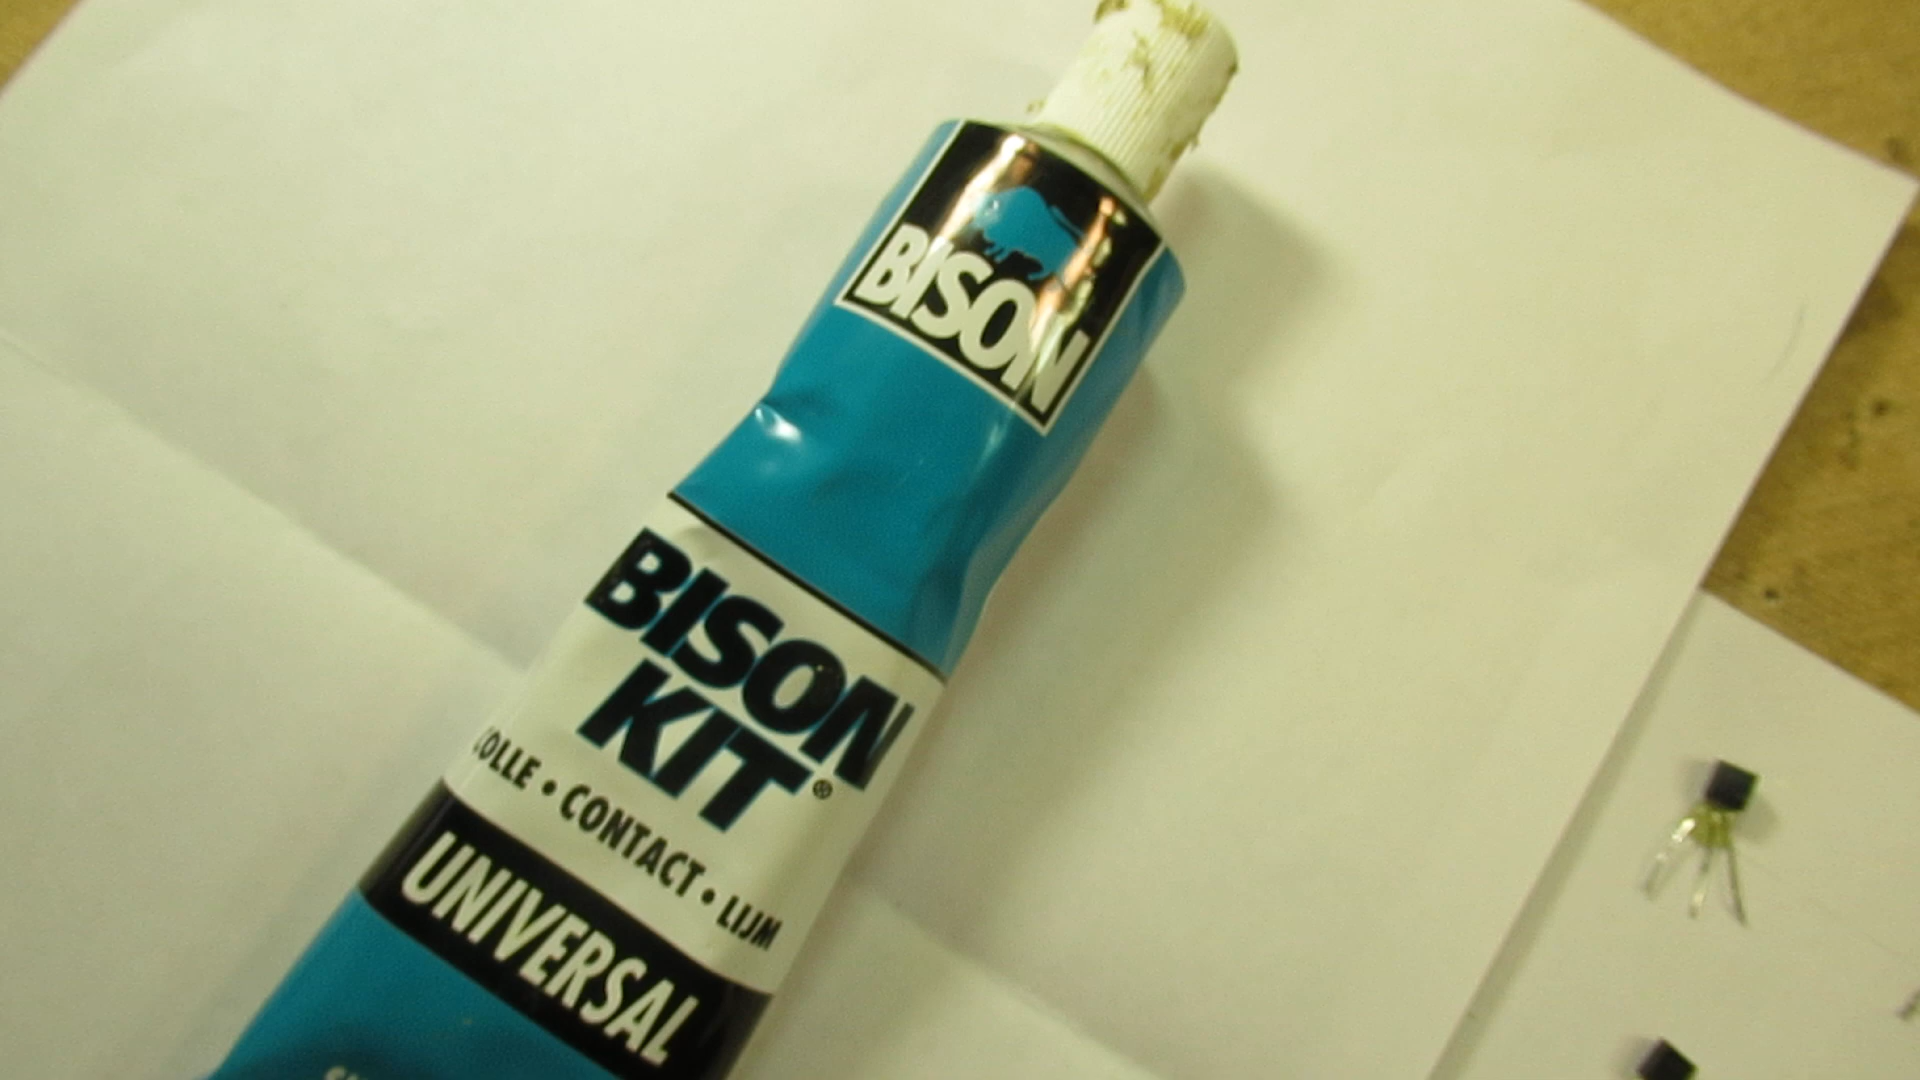 BISON
BISON
KIT®
COLLE • CONTACT • LIJM
UNIVERSAL